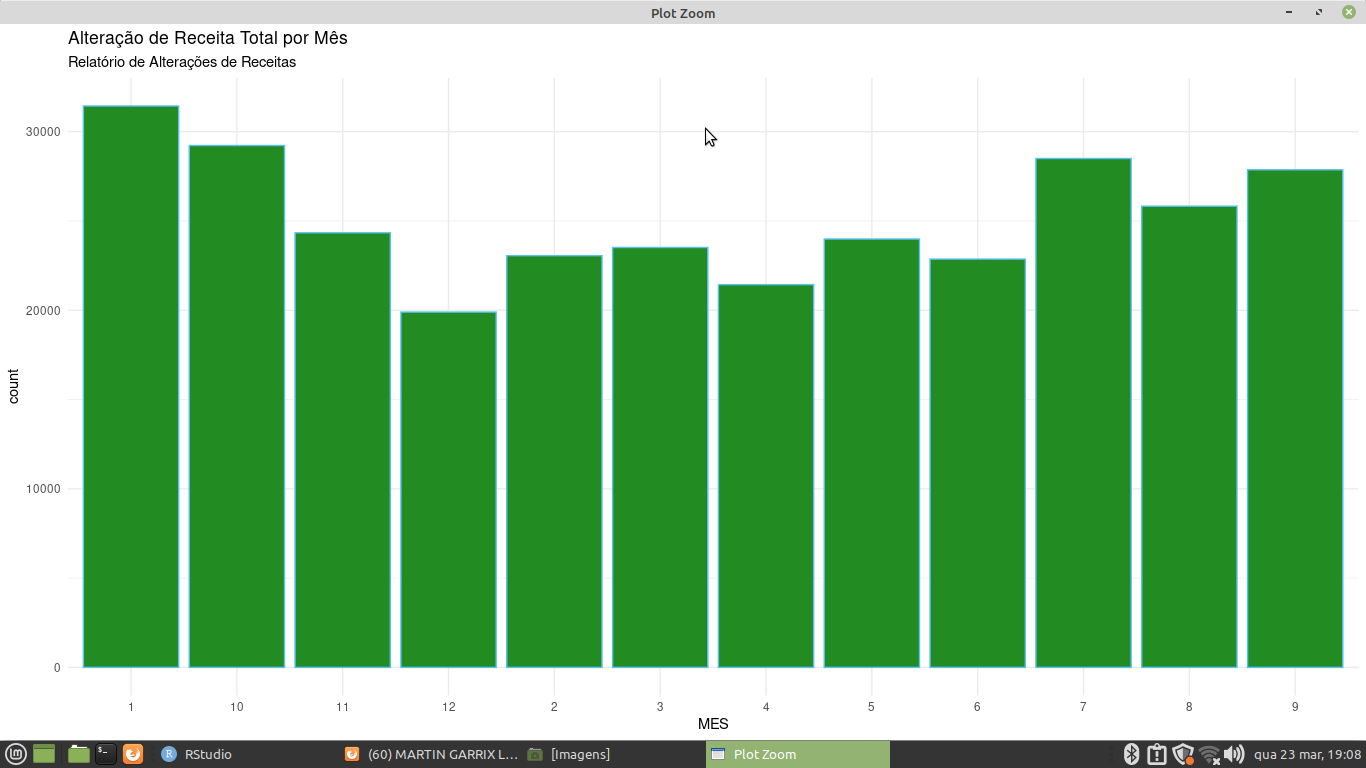 Plot Zoom
Alteração de Receita Total por Mês
Relatório de Alterações de Receitas
30000
20000
10000
0
count
1 10 11 12 2 3 4 5 6 7 8 9
MES
RStudio (60) MARTIN GARRIX L... [Imagens] Plot Zoom qua 23 mar, 19:08